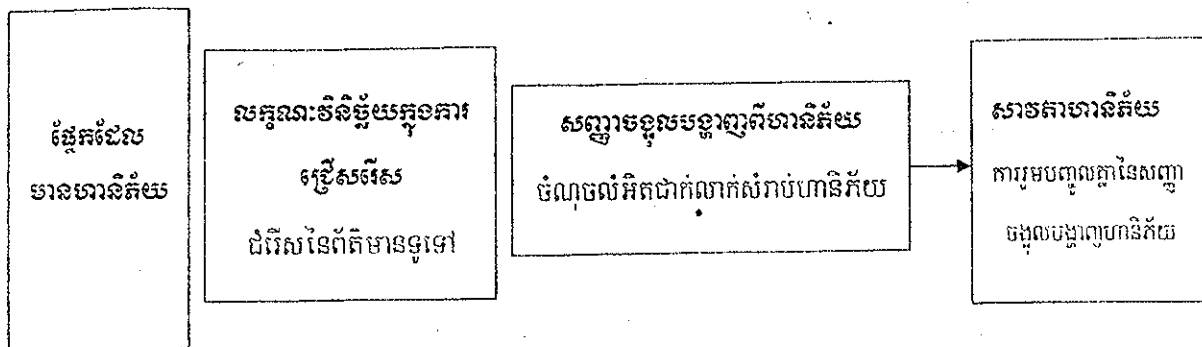 ផ្នែកដែល
មានហានិភ័យ
លក្ខណៈវិនិច្ឆ័យក្នុងការ
ជ្រើសរើស
ជំរើសនៃព័ត៌មានទូទៅ
សញ្ញាចង្អុលបង្ហាញពីហានិភ័យ
ចំណុចលំអិតជាក់លាក់សំរាប់ហានិភ័យ
សាវតាហានិភ័យ
ការរួមបញ្ចូលគ្នានៃសញ្ញា
ចង្អុលបង្ហាញហានិភ័យ